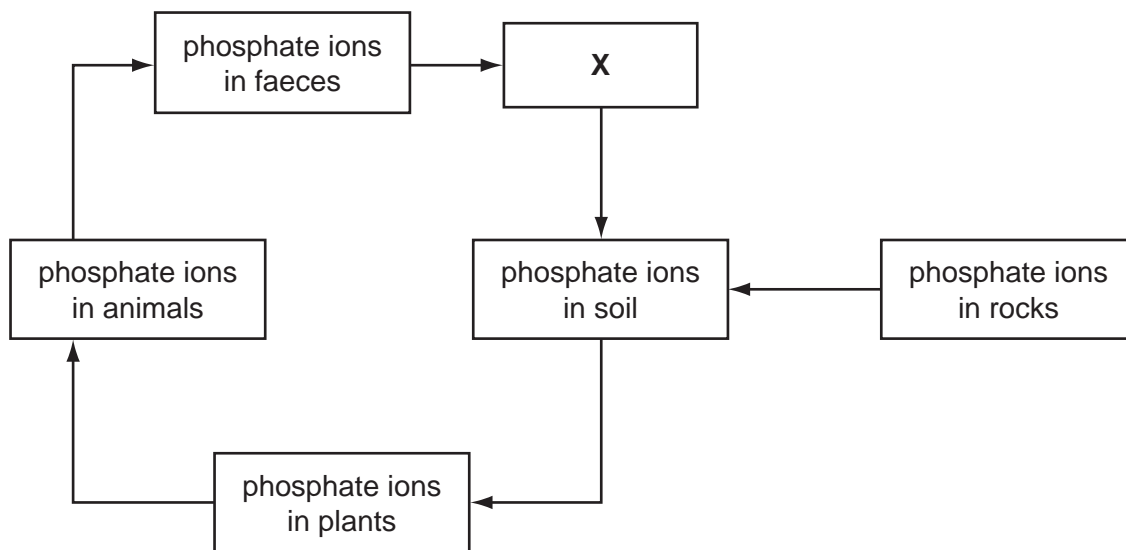 phosphate ions
in faeces
X
phosphate ions
in animals
phosphate ions
in soil
phosphate ions
in rocks
phosphate ions
in plants